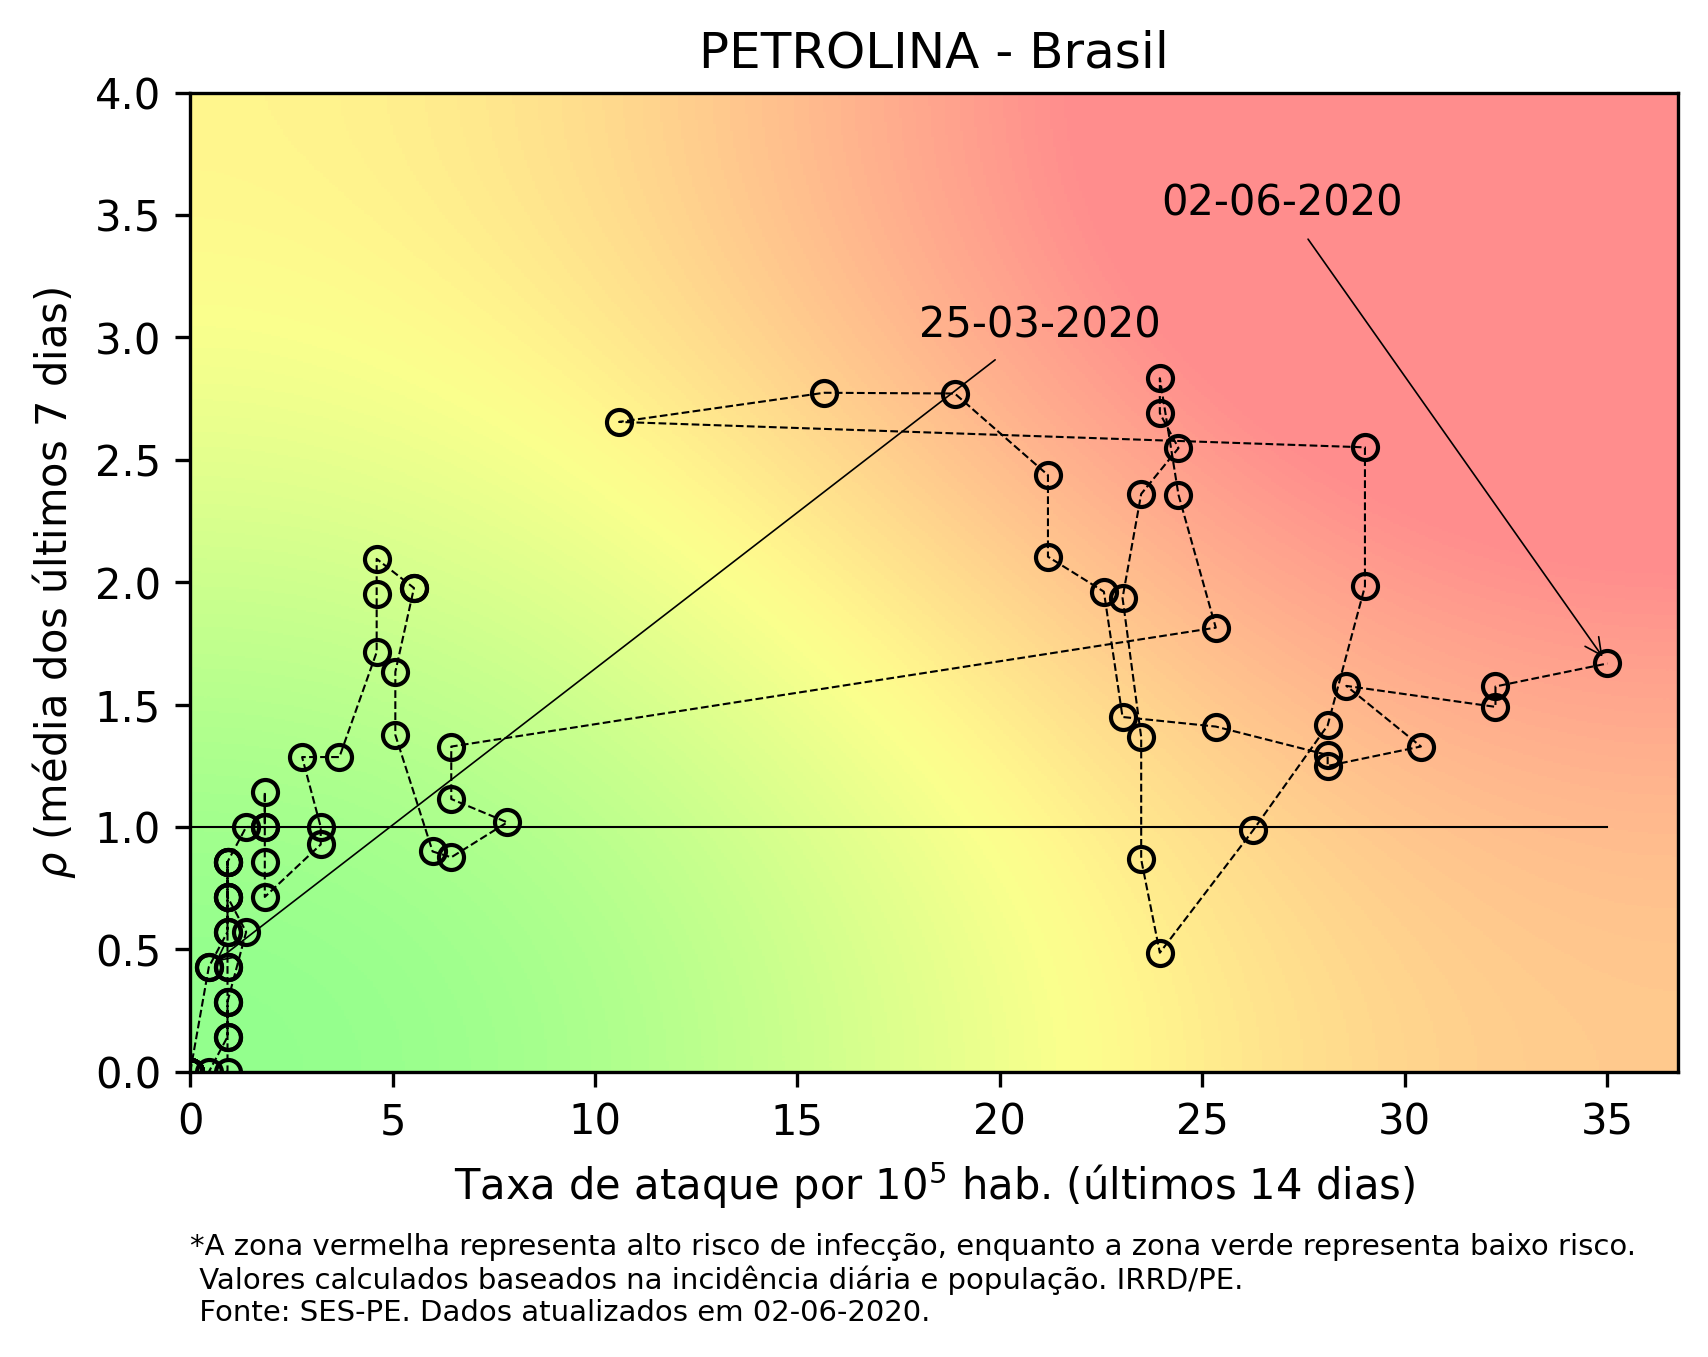 PETROLINA - Brasil
4.0
3.5
3.0
2.5
2.0
1.5
1.0
0.5
0.0
ρ (média dos últimos 7 dias)
02-06-2020
25-03-2020
0 5 10 15 20 25 30 35
Taxa de ataque por 10⁵ hab. (últimos 14 dias)
*A zona vermelha representa alto risco de infecção, enquanto a zona verde representa baixo risco.
Valores calculados baseados na incidência diária e população. IRRD/PE.
Fonte: SES-PE. Dados atualizados em 02-06-2020.